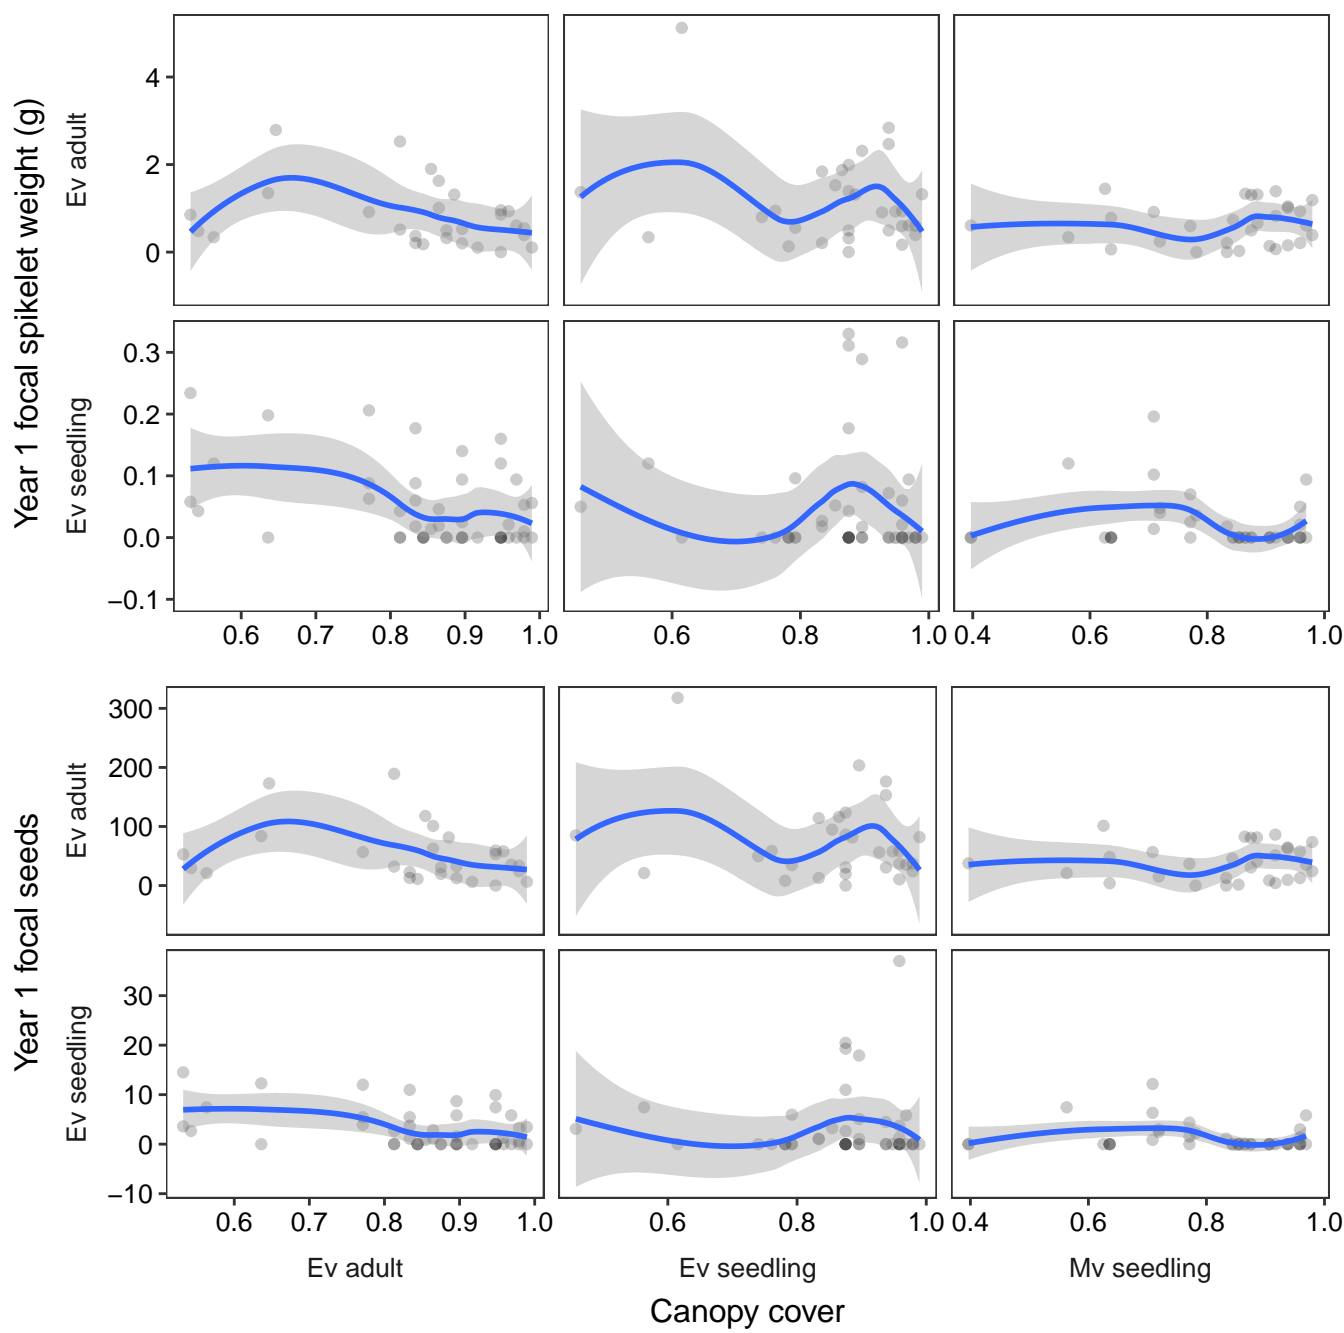 Year 1 focal spikelet weight (g)
Ev adult
4
2
0
Ev seedling
0.3
0.2
0.1
0.0
−0.1
0.6 0.7 0.8 0.9 1.0
0.6 0.8 1.0
0.4 0.6 0.8 1.0
Year 1 focal seeds
Ev adult
300
200
100
0
Ev seedling
30
20
10
0
−10
0.6 0.7 0.8 0.9 1.0
0.6 0.8 1.0
0.4 0.6 0.8 1.0
Ev adult
Ev seedling
Mv seedling
Canopy cover